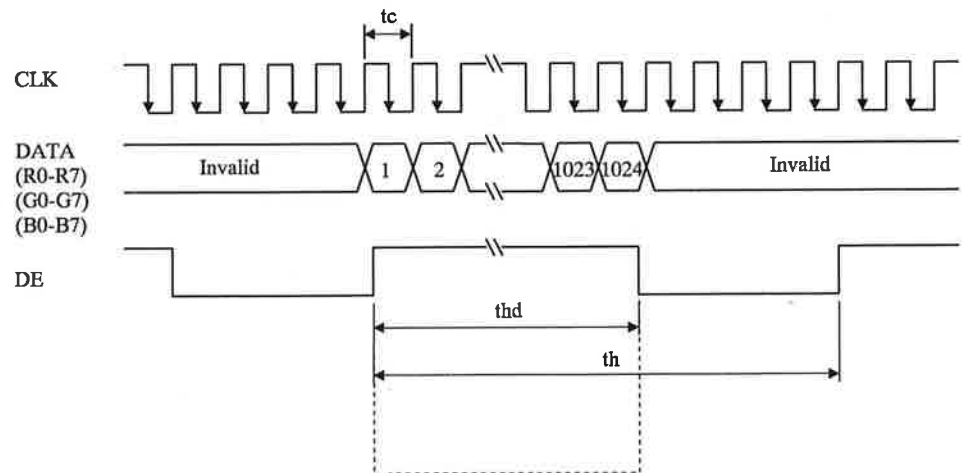 tc
CLK
DATA
(R0-R7)
(G0-G7)
(B0-B7)
Invalid
1
2
1023
1024
Invalid
DE
thd
th